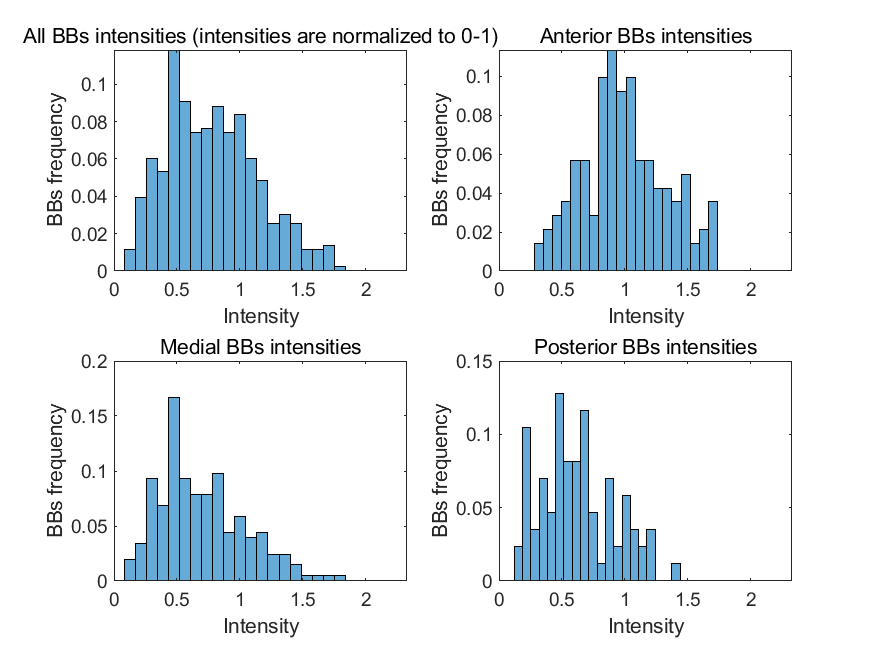 All BBs intensities (intensities are normalized to 0-1)
BBs frequency
0.1
0.08
0.06
0.04
0.02
0
0 0.5 1 1.5 2
Intensity
Anterior BBs intensities
BBs frequency
0.1
0.08
0.06
0.04
0.02
0
0 0.5 1 1.5 2
Intensity
Medial BBs intensities
BBs frequency
0.2
0.15
0.1
0.05
0
0 0.5 1 1.5 2
Intensity
Posterior BBs intensities
BBs frequency
0.15
0.1
0.05
0
0 0.5 1 1.5 2
Intensity